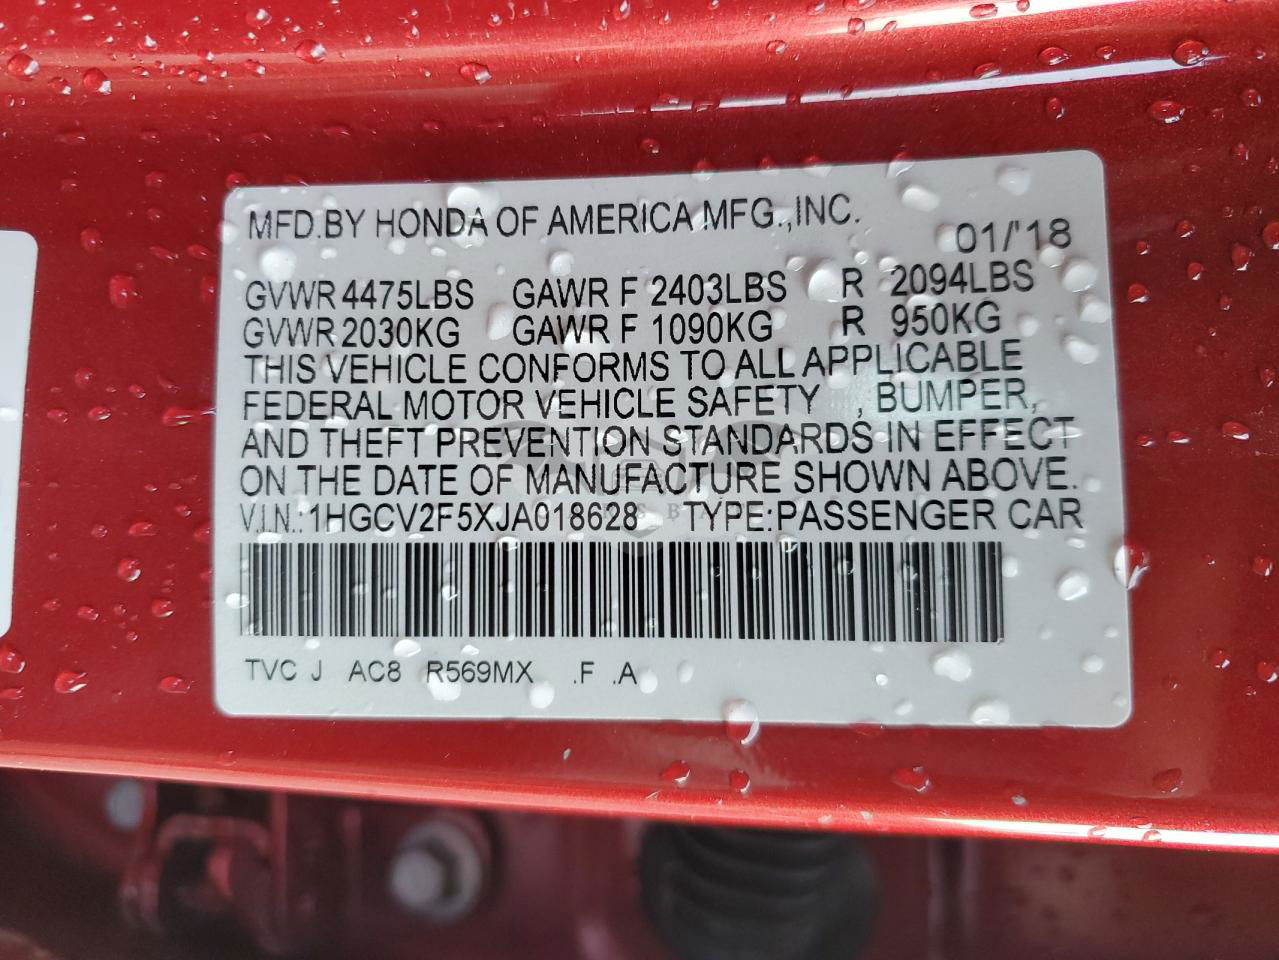 MFD.BY HONDA OF AMERICA MFG.,INC.
01/'18
GVWR 4475LBS GAWR F 2403LBS R 2094LBS
GVWR 2030KG GAWR F 1090KG R 950KG
THIS VEHICLE CONFORMS TO ALL APPLICABLE
FEDERAL MOTOR VEHICLE SAFETY , BUMPER,
AND THEFT PREVENTION STANDARDS IN EFFECT
ON THE DATE OF MANUFACTURE SHOWN ABOVE.
V.I.N.: 1HGCV2F5XJA018628 TYPE:PASSENGER CAR
TVC J AC8 R569MX .F .A